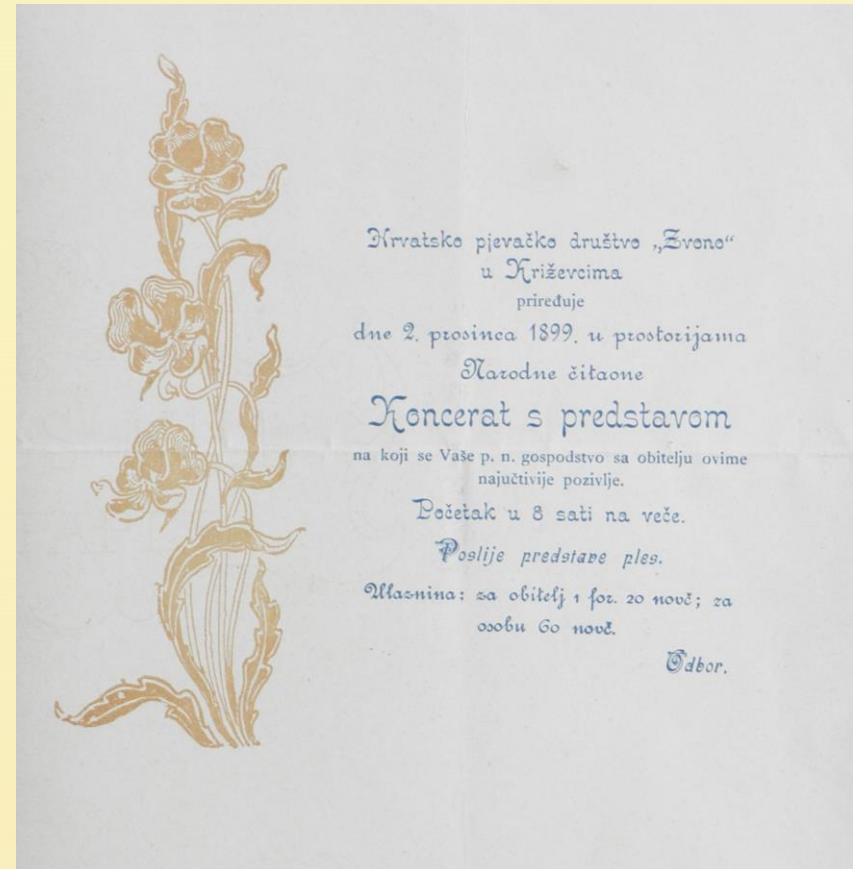 Hrvatsko pjevačko društvo „Zvono“
u Križevcima
priređuje
dne 2. prosinca 1899. u prostorijama
Narodne čitaone
Koncerat s predstavom
na koji se Vaše p. n. gospodstvo sa obitelju ovime
najučtivije pozivlje.
Početak u 8 sati na veče.
Poslije predstave ples.
Ulaznina: za obitelj 1 for. 20 novč; za
osobu 60 novč.
Odbor.